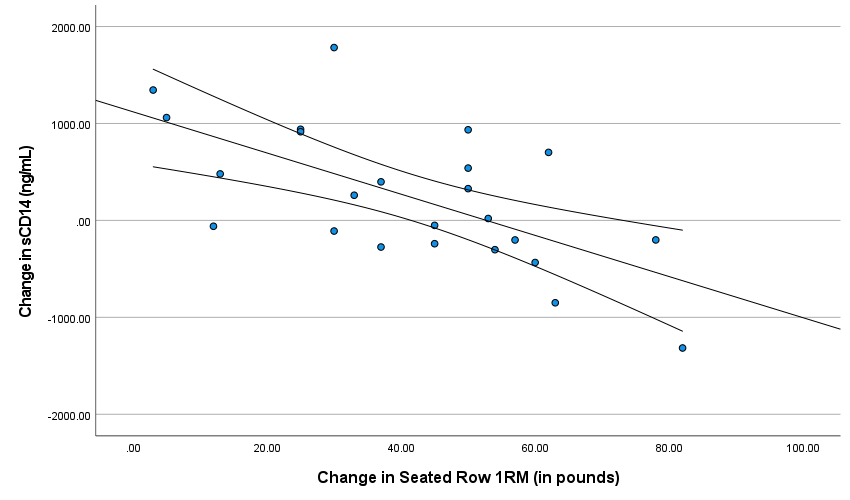 2000.00
1000.00
.00
-1000.00
-2000.00
Change in sCD14 (ng/mL)
.00 20.00 40.00 60.00 80.00 100.00
Change in Seated Row 1RM (in pounds)